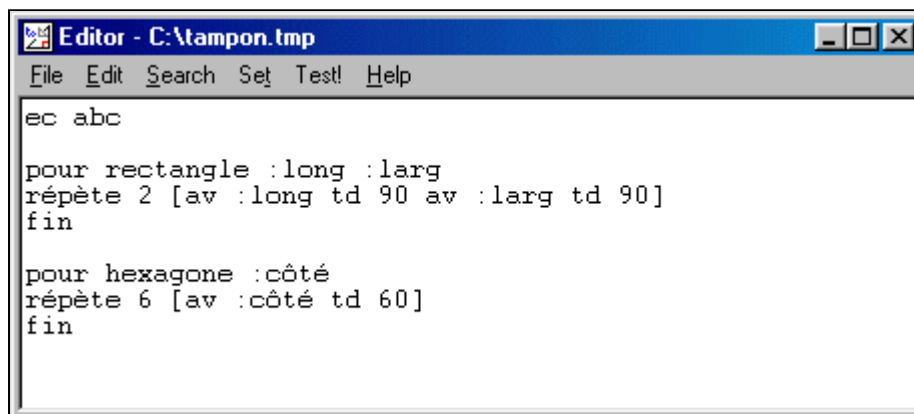 Editor - C:\tampon.tmp
File Edit Search Set Test! Help
ec abc
pour rectangle :long :larg
répète 2 [av :long td 90 av :larg td 90]
fin
pour hexagone :côté
répète 6 [av :côté td 60]
fin